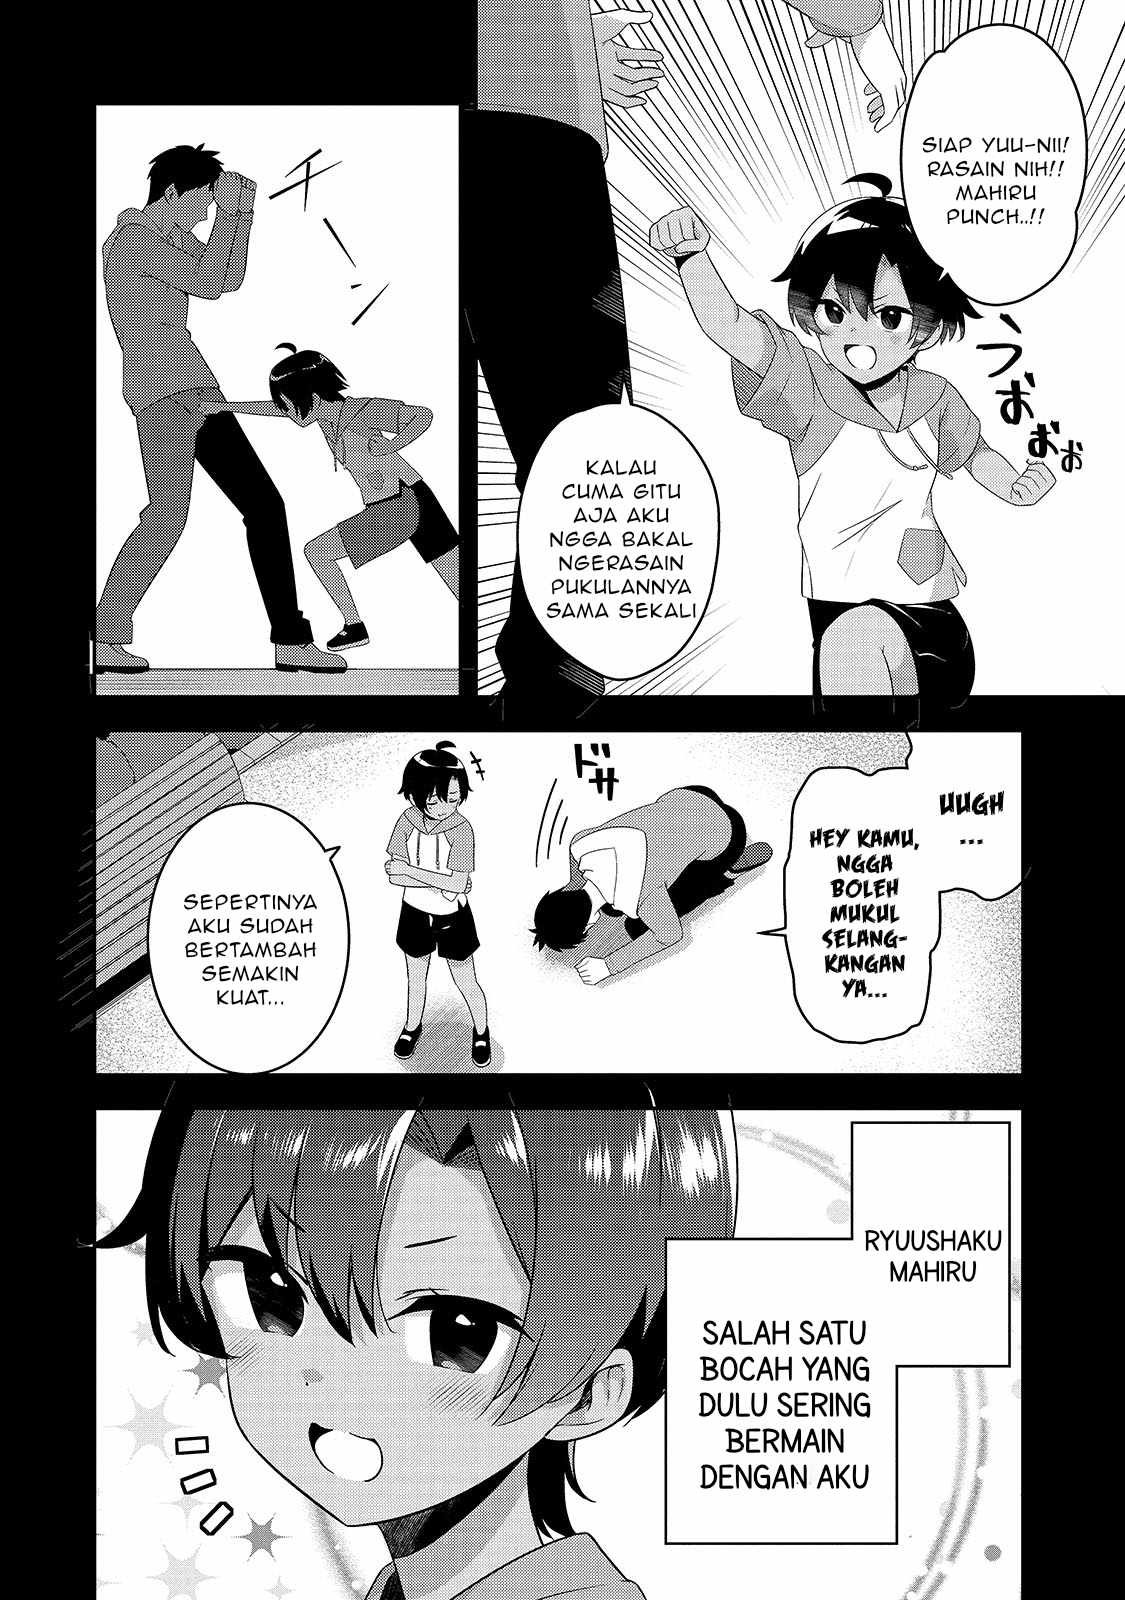 SIAP YUU-NII!
RASAIN NIH!!
MAHIRU
PUNCH..!!
うおおお
KALAU
CUMA GITU
AJA AKU
NGGA BAKAL
NGERASAIN
PUKULANNYA
SAMA SEKALI
チーン
UUGH
...
HEY KAMU,
NGGA
BOLEH
MUKUL
SELANG-
KANGAN
YA...
ドサ
SEPERTINYA
AKU SUDAH
BERTAMBAH
SEMAKIN
KUAT...
RYUUSHAKU
MAHIRU
SALAH SATU
BOCAH YANG
DULU SERING
BERMAIN
DENGAN AKU